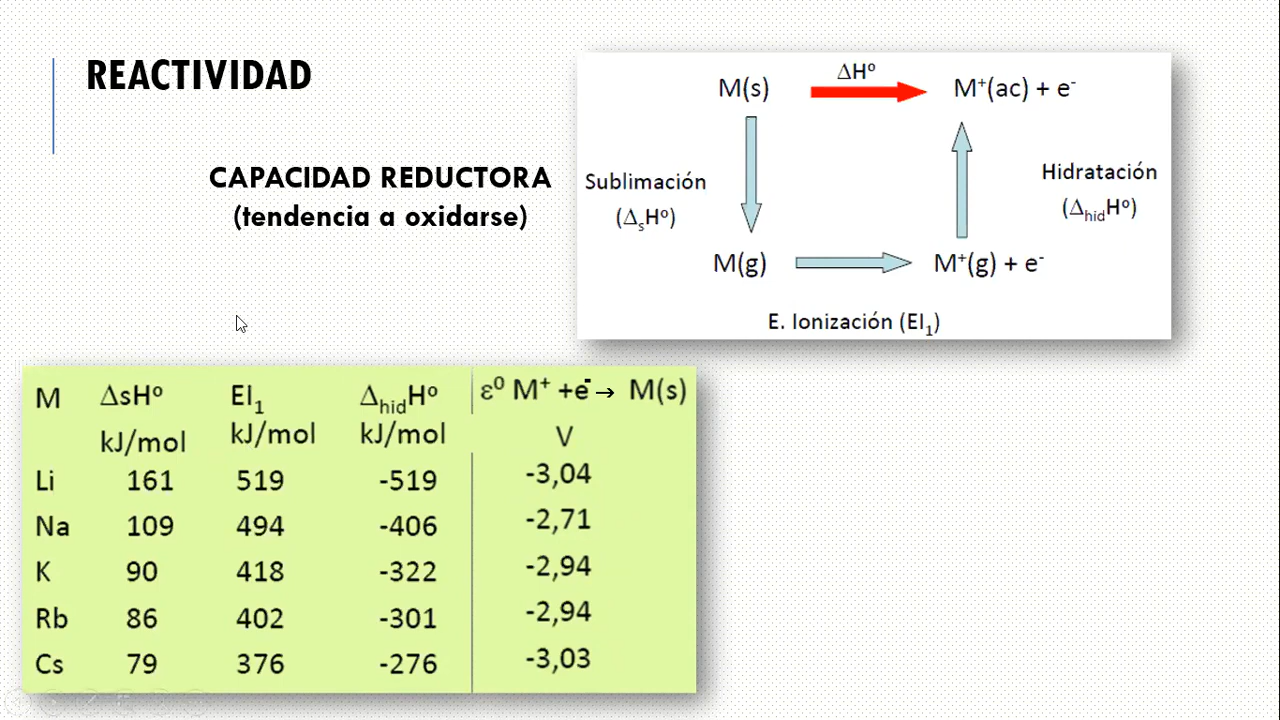 REACTIVIDAD
CAPACIDAD REDUCTORA
(tendencia a oxidarse)
M(s) ΔHº M⁺(ac) + e⁻
Sublimación
(ΔₛHº)
Hidratación
(Δ_hidHº)
M(g) M⁺(g) + e⁻
E. Ionización (EI₁)
M ΔsHº EI₁ Δ_hidHº ε⁰ M⁺ +e⁻→ M(s)
kJ/mol kJ/mol kJ/mol V
Li 161 519 -519 -3,04
Na 109 494 -406 -2,71
K 90 418 -322 -2,94
Rb 86 402 -301 -2,94
Cs 79 376 -276 -3,03